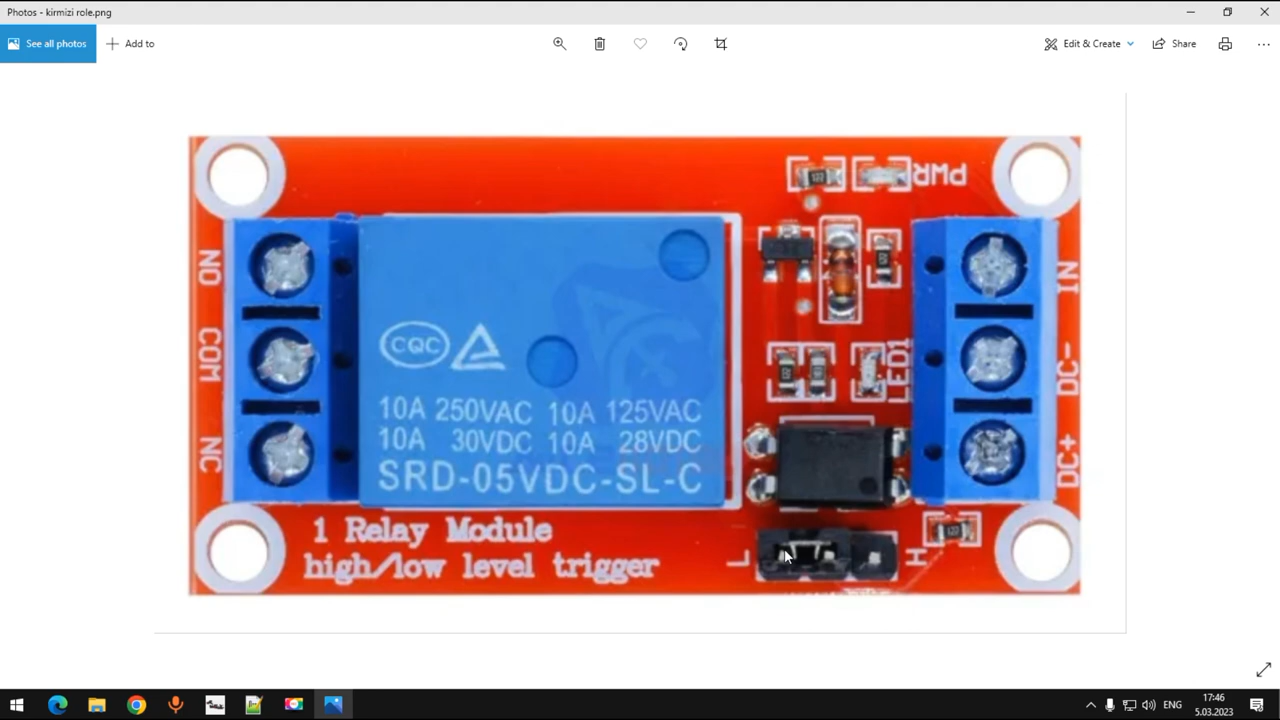 Photos - kirmizi role.png
See all photos
Add to
Edit & Create
Share
PWR
NO
COM
NC
IN
DC-
DC+
LED1
CQC
10A 250VAC 10A 125VAC
10A 30VDC 10A 28VDC
SRD-05VDC-SL-C
1 Relay Module
high/low level trigger
L
H
ENG
17:46
5.03.2023